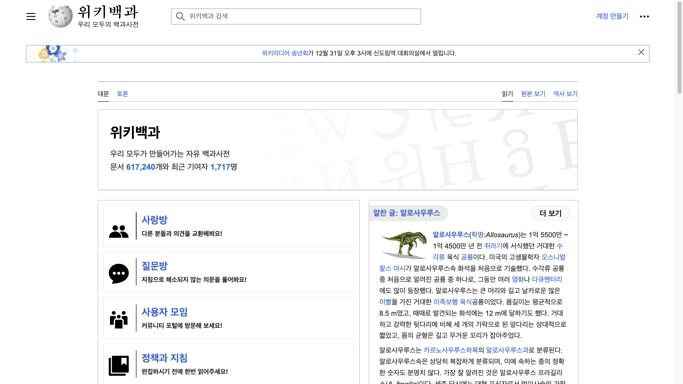 위키백과
우리 모두의 백과사전
위키백과 검색
계정 만들기
위키미디어 송년회가 12월 31일 오후 3시에 신도림역 대회의실에서 열립니다.
대문 토론 읽기 원본 보기 역사 보기
위키백과
우리 모두가 만들어가는 자유 백과사전
문서 617,240개와 최근 기여자 1,717명
사랑방
다른 분들과 의견을 교환해봐요!
질문방
지침으로 해소되지 않는 의문을 풀어봐요!
사용자 모임
커뮤니티 포털에 방문해 보세요!
정책과 지침
편집하시기 전에 한번 읽어주세요!
알찬 글: 알로사우루스
더 보기
알로사우루스(학명:Allosaurus)는 1억 5500만 ~
1억 4500만 년 전 쥐라기에 서식했던 거대한 수
각류 육식 공룡이다. 미국의 고생물학자 오스니얼
찰스 마시가 알로사우루스속 화석을 처음으로 기술했다. 수각류 공룡
중 처음으로 알려진 공룡 중 하나로, 그동안 여러 영화나 다큐멘터리
에도 많이 등장했다. 알로사우루스는 큰 머리와 길고 날카로운 많은
이빨을 가진 거대한 이족보행 육식공룡이었다. 몸길이는 평균적으로
8.5 m였고, 때때로 발견되는 화석에는 12 m에 달하기도 했다. 거대
하고 강력한 뒷다리에 비해 세 개의 가락으로 된 앞다리는 상대적으로
짧았고, 몸의 균형은 길고 무거운 꼬리가 잡아주었다.
알로사우루스는 카르노사우루스하목의 알로사우루스과로 분류된다.
알로사우루스속은 상당히 복잡하게 분류되며, 이에 속하는 종의 정확
한 숫자도 분명치 않다. 가장 잘 알려진 것은 알로사우루스 프라길리